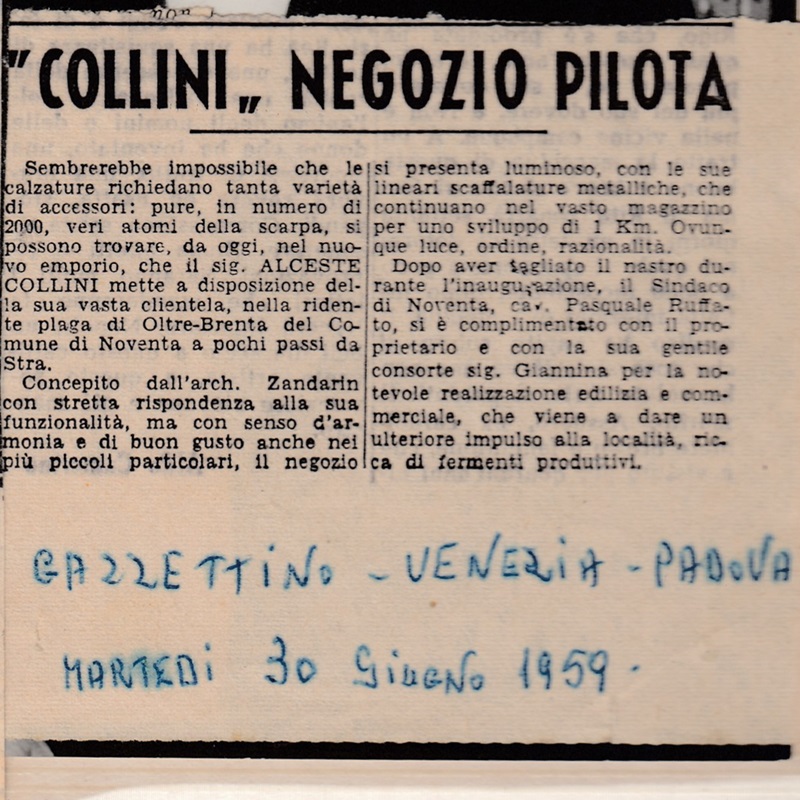 "COLLINI„ NEGOZIO PILOTA
Sembrerebbe impossibile che le
calzature richiedano tanta varietà
di accessori: pure, in numero di
2000, veri atomi della scarpa, si
possono trovare, da oggi, nel nuo-
vo emporio, che il sig. ALCESTE
COLLINI mette a disposizione del-
la sua vasta clientela, nella riden-
te plaga di Oltre-Brenta del Co-
mune di Noventa a pochi passi da
Stra.
Concepito dall'arch. Zandarin
con stretta rispondenza alla sua
funzionalità, ma con senso d'ar-
monia e di buon gusto anche nei
più piccoli particolari, il negozio
si presenta luminoso, con le sue
lineari scaffalature metalliche, che
continuano nel vasto magazzino
per uno sviluppo di 1 Km. Ovun-
que luce, ordine, razionalità.
Dopo aver tagliato il nastro du-
rante l'inaugurazione, il Sindaco
di Noventa, cav. Pasquale Ruffa-
to, si è complimentato con il pro-
prietario e con la sua gentile
consorte sig. Giannina per la no-
tevole realizzazione edilizia e com-
merciale, che viene a dare un
ulteriore impulso alla località, ric-
ca di fermenti produttivi.
GAZZETTINO - VENEZIA - PADOVA
MARTEDì 30 GIUGNO 1959 -